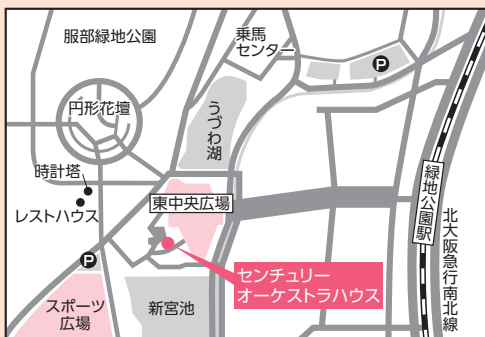 服部緑地公園
乗馬
センター
P
円形花壇
うづわ湖
時計塔
レストハウス
東中央広場
緑地公園駅
北大阪急行南北線
P
センチュリー
オーケストラハウス
スポーツ
広場
新宮池